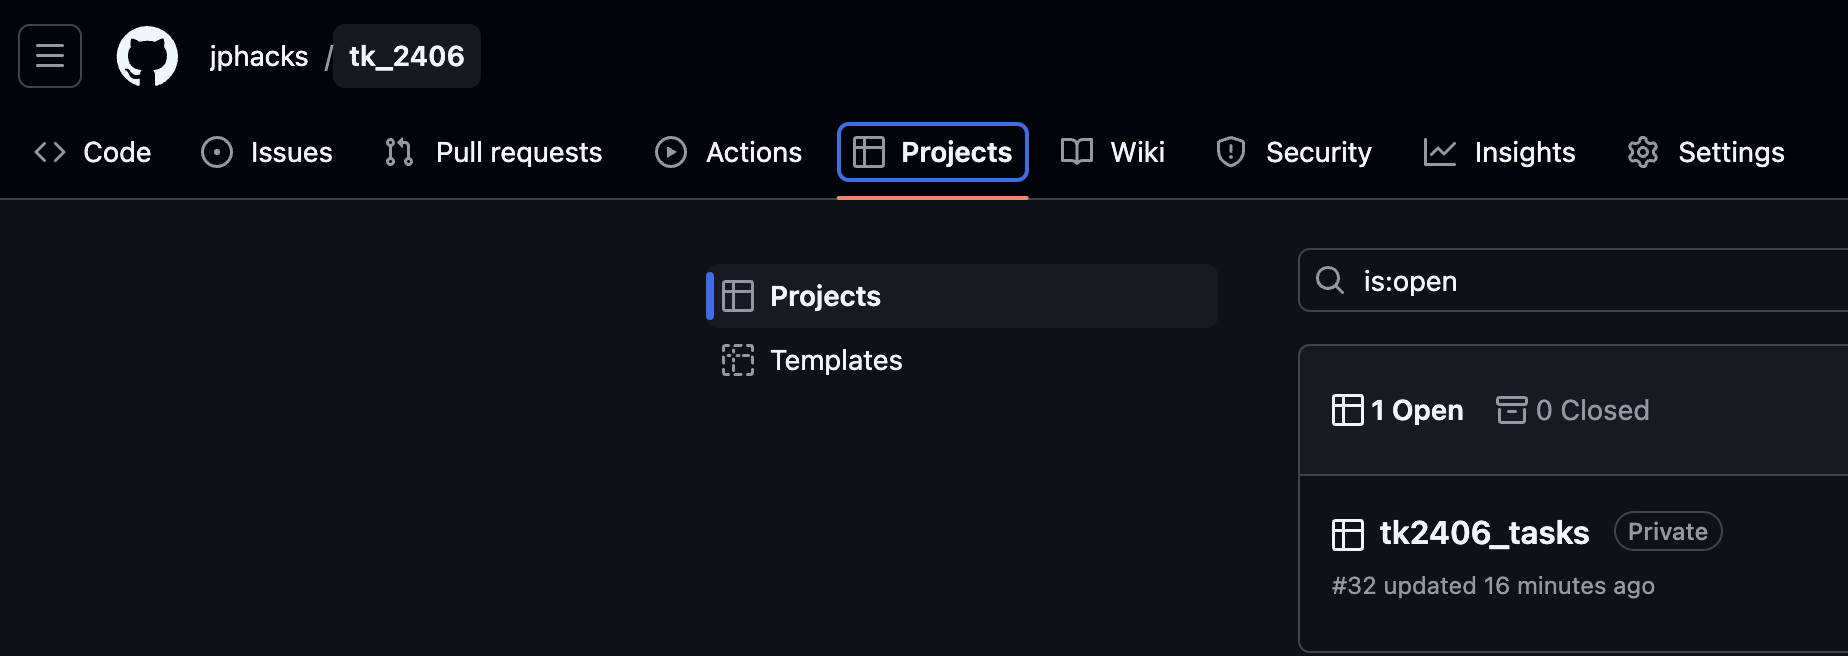 jphacks / tk_2406
Code Issues Pull requests Actions Projects Wiki Security Insights Settings
Projects
Templates
is:open
1 Open 0 Closed
tk2406_tasks Private
#32 updated 16 minutes ago